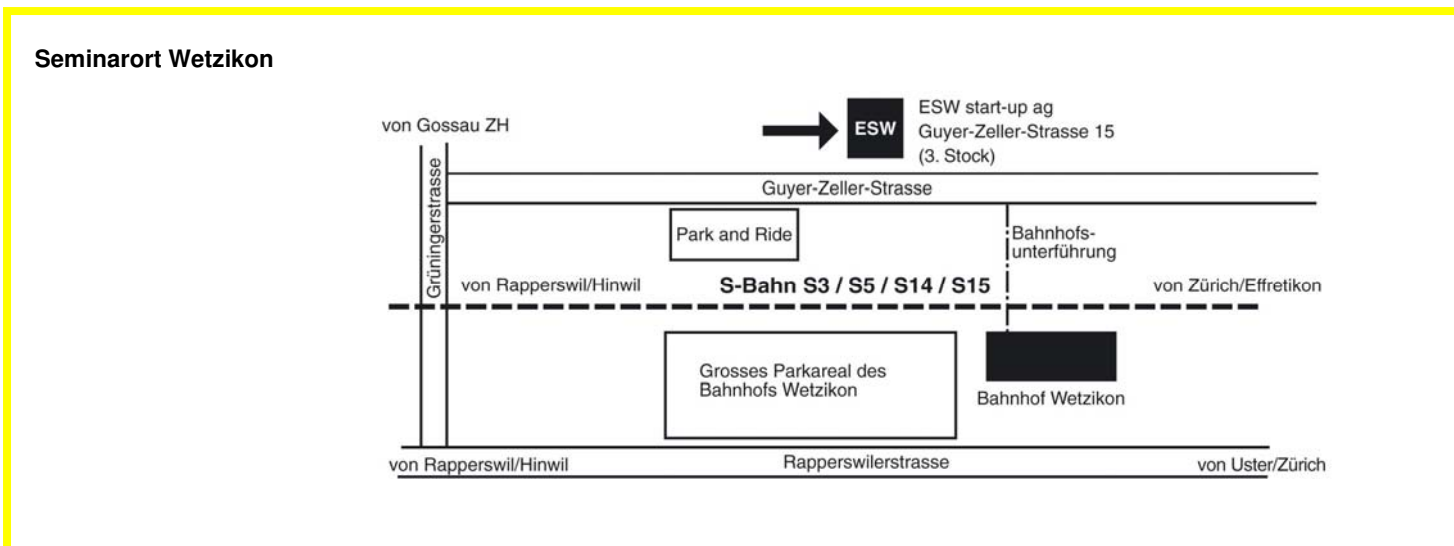 Seminarort Wetzikon
von Gossau ZH
ESW
ESW start-up ag
Guyer-Zeller-Strasse 15
(3. Stock)
Grüningerstrasse
Guyer-Zeller-Strasse
Park and Ride
Bahnhofs-
unterführung
von Rapperswil/Hinwil
S-Bahn S3 / S5 / S14 / S15
von Zürich/Effretikon
Grosses Parkareal des
Bahnhofs Wetzikon
Bahnhof Wetzikon
von Rapperswil/Hinwil
Rapperswilerstrasse
von Uster/Zürich